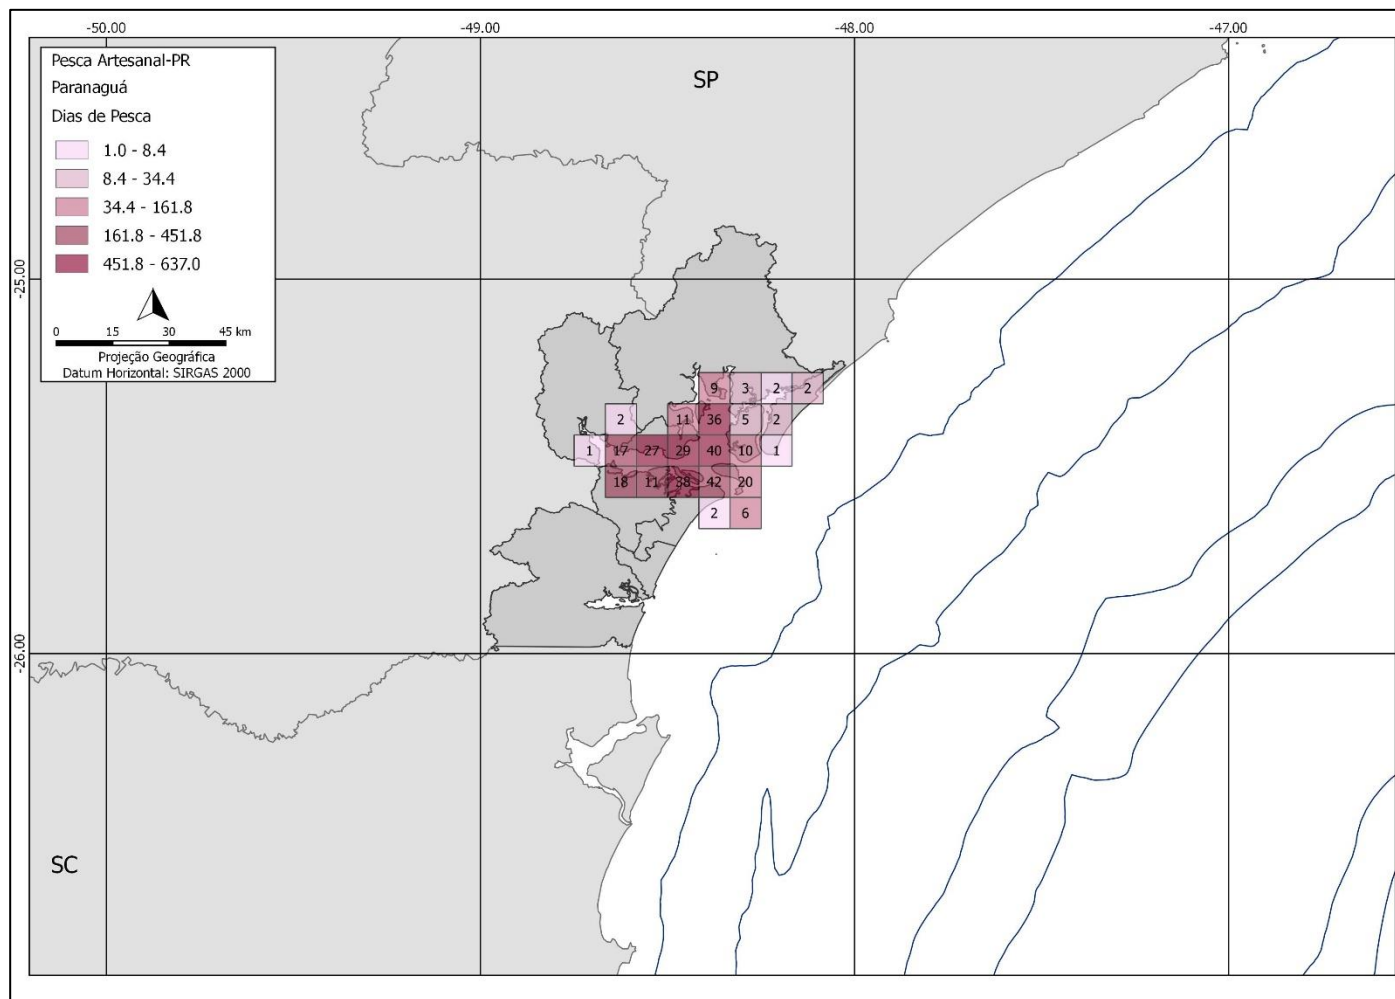 -50.00 -49.00 -48.00 -47.00
Pesca Artesanal-PR
Paranaguá
Dias de Pesca
1.0 - 8.4
8.4 - 34.4
34.4 - 161.8
161.8 - 451.8
451.8 - 637.0
0 15 30 45 km
Projeção Geográfica
Datum Horizontal: SIRGAS 2000
SP
-25.00
9 3 2 2
2 11 36 5 2
1 17 27 29 40 10 1
18 11 38 42 20
2 6
-26.00
SC